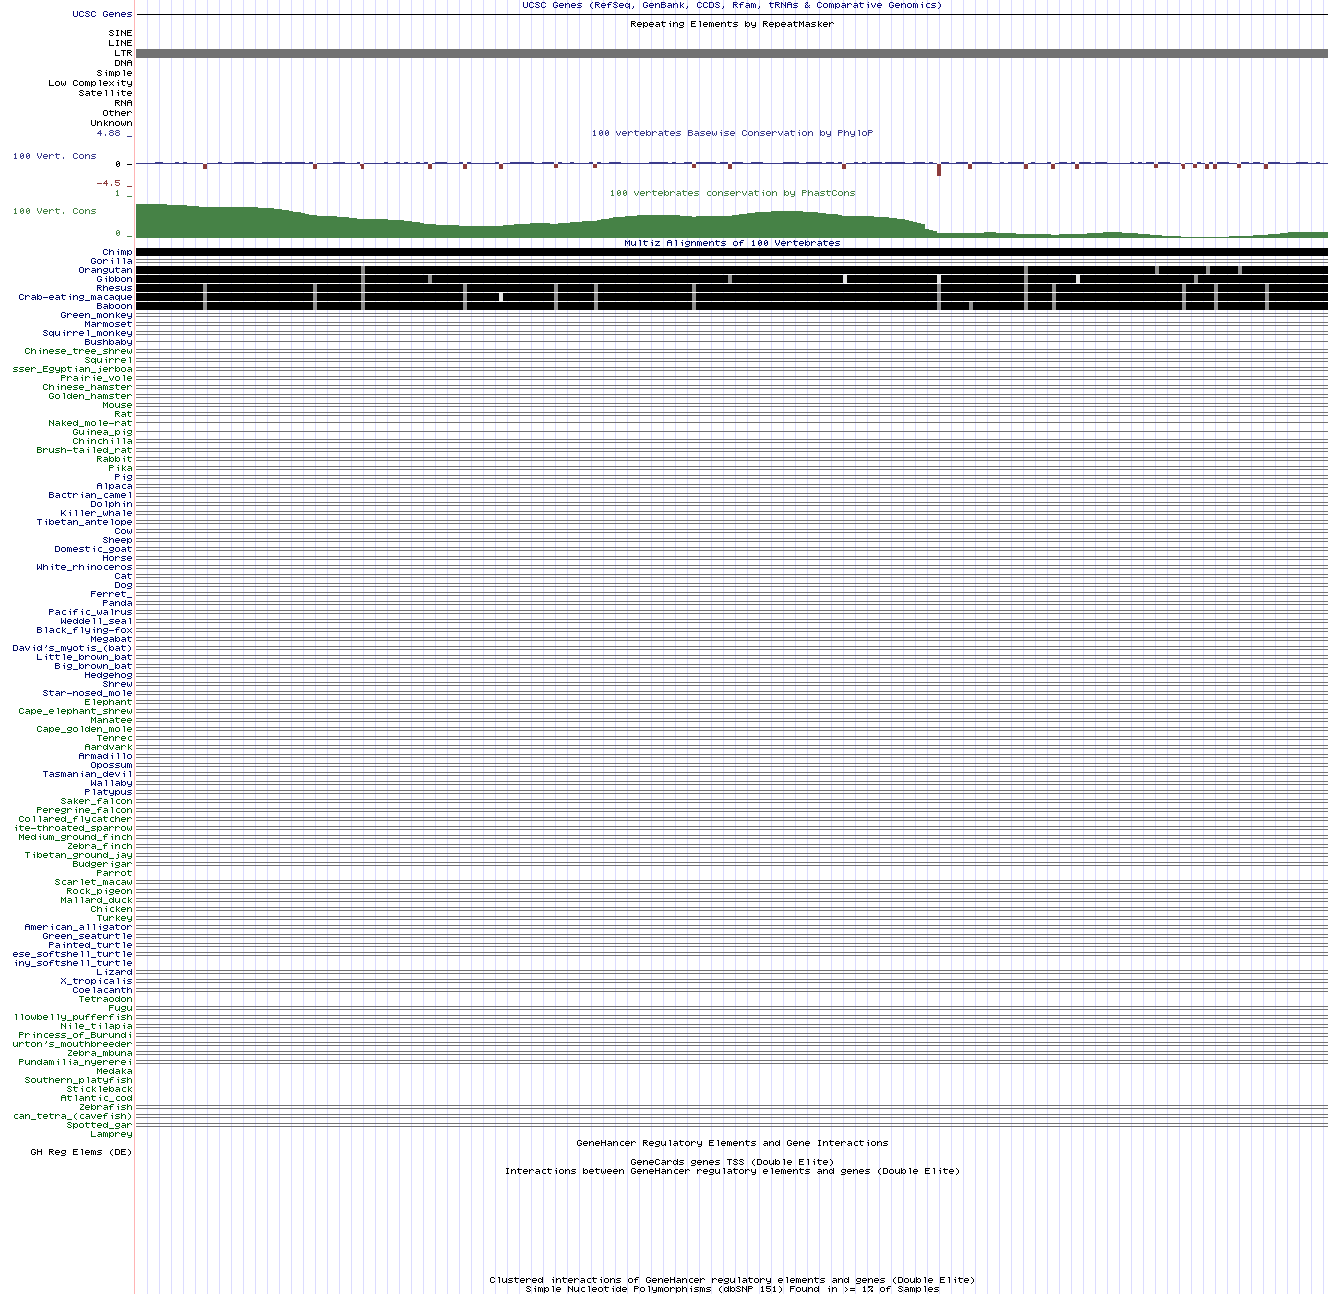 UCSC Genes (RefSeq, GenBank, CCDS, Rfam, tRNAs & Comparative Genomics)
UCSC Genes
Repeating Elements by RepeatMasker
SINE
LINE
LTR
DNA
Simple
Low Complexity
Satellite
RNA
Other
Unknown
4.88 _
100 vertebrates Basewise Conservation by PhyloP
100 Vert. Cons
0 –
-4.5 _
1 _
100 vertebrates conservation by PhastCons
100 Vert. Cons
0 _
Multiz Alignments of 100 Vertebrates
Chimp
Gorilla
Orangutan
Gibbon
Rhesus
Crab-eating_macaque
Baboon
Green_monkey
Marmoset
Squirrel_monkey
Bushbaby
Chinese_tree_shrew
Squirrel
sser_Egyptian_jerboa
Prairie_vole
Chinese_hamster
Golden_hamster
Mouse
Rat
Naked_mole-rat
Guinea_pig
Chinchilla
Brush-tailed_rat
Rabbit
Pika
Pig
Alpaca
Bactrian_camel
Dolphin
Killer_whale
Tibetan_antelope
Cow
Sheep
Domestic_goat
Horse
White_rhinoceros
Cat
Dog
Ferret_
Panda
Pacific_walrus
Weddell_seal
Black_flying-fox
Megabat
David's_myotis_(bat)
Little_brown_bat
Big_brown_bat
Hedgehog
Shrew
Star-nosed_mole
Elephant
Cape_elephant_shrew
Manatee
Cape_golden_mole
Tenrec
Aardvark
Armadillo
Opossum
Tasmanian_devil
Wallaby
Platypus
Saker_falcon
Peregrine_falcon
Collared_flycatcher
ite-throated_sparrow
Medium_ground_finch
Zebra_finch
Tibetan_ground_jay
Budgerigar
Parrot
Scarlet_macaw
Rock_pigeon
Mallard_duck
Chicken
Turkey
American_alligator
Green_seaturtle
Painted_turtle
ese_softshell_turtle
iny_softshell_turtle
Lizard
X_tropicalis
Coelacanth
Tetraodon
Fugu
llowbelly_pufferfish
Nile_tilapia
Princess_of_Burundi
urton's_mouthbreeder
Zebra_mbuna
Pundamilia_nyererei
Medaka
Southern_platyfish
Stickleback
Atlantic_cod
Zebrafish
can_tetra_(cavefish)
Spotted_gar
Lamprey
GeneHancer Regulatory Elements and Gene Interactions
GH Reg Elems (DE)
GeneCards genes TSS (Double Elite)
Interactions between GeneHancer regulatory elements and genes (Double Elite)
Clustered interactions of GeneHancer regulatory elements and genes (Double Elite)
Simple Nucleotide Polymorphisms (dbSNP 151) Found in >= 1% of Samples